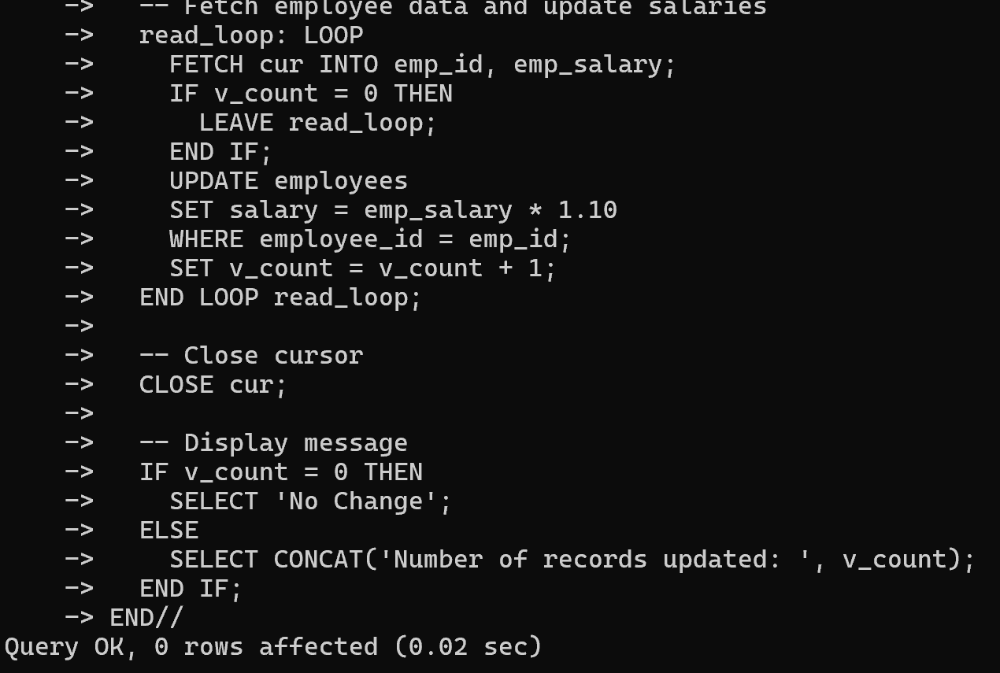 -> -- Fetch employee data and update salaries
-> read_loop: LOOP
->   FETCH cur INTO emp_id, emp_salary;
->   IF v_count = 0 THEN
->     LEAVE read_loop;
->   END IF;
->   UPDATE employees
->   SET salary = emp_salary * 1.10
->   WHERE employee_id = emp_id;
->   SET v_count = v_count + 1;
-> END LOOP read_loop;
->
-> -- Close cursor
-> CLOSE cur;
->
-> -- Display message
-> IF v_count = 0 THEN
->   SELECT 'No Change';
-> ELSE
->   SELECT CONCAT('Number of records updated: ', v_count);
-> END IF;
-> END//
Query OK, 0 rows affected (0.02 sec)